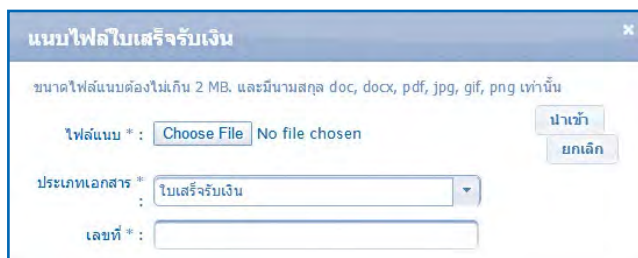 แนบไฟล์ใบเสร็จรับเงิน
ขนาดไฟล์แนบต้องไม่เกิน 2 MB. และมีนามสกุล doc, docx, pdf, jpg, gif, png เท่านั้น
ไฟล์แนบ * : Choose File No file chosen
นำเข้า
ยกเลิก
ประเภทเอกสาร * : ใบเสร็จรับเงิน
เลขที่ * :